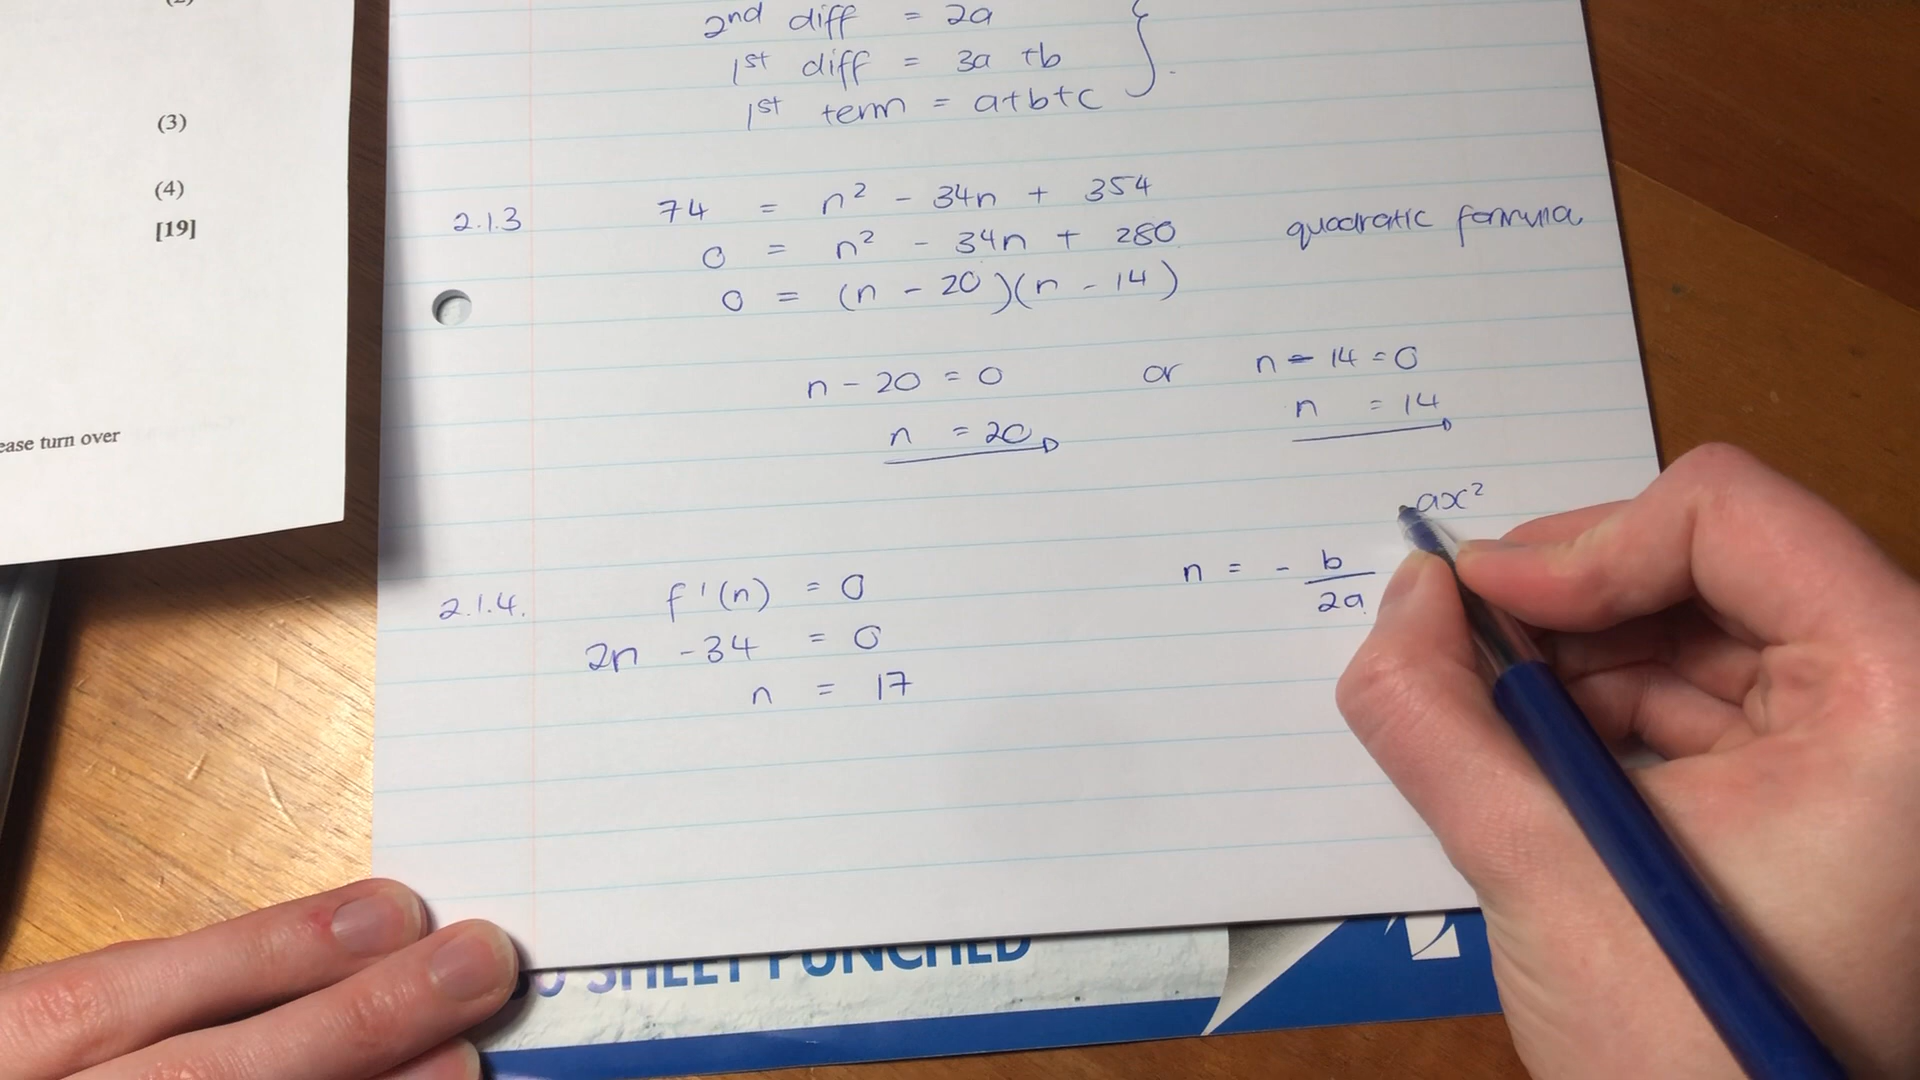 (3)
(4)
[19]
ease turn over
2nd diff = 2a
1st diff = 3a + b
1st term = a+b+c
2.1.3 74 = n² - 34n + 354
0 = n² - 34n + 280 quadratic formula
0 = (n - 20)(n - 14)
n - 20 = 0 or n - 14 = 0
n = 20 n = 14
ax²
2.1.4. f'(n) = 0 n = - b/2a
2n - 34 = 0
n = 17
SHEET PUNCHED